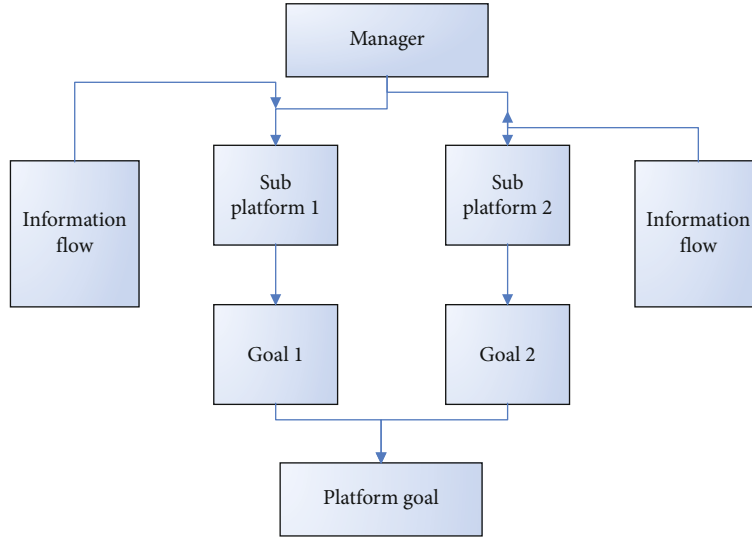 Manager
Information
flow
Sub
platform 1
Sub
platform 2
Information
flow
Goal 1
Goal 2
Platform goal